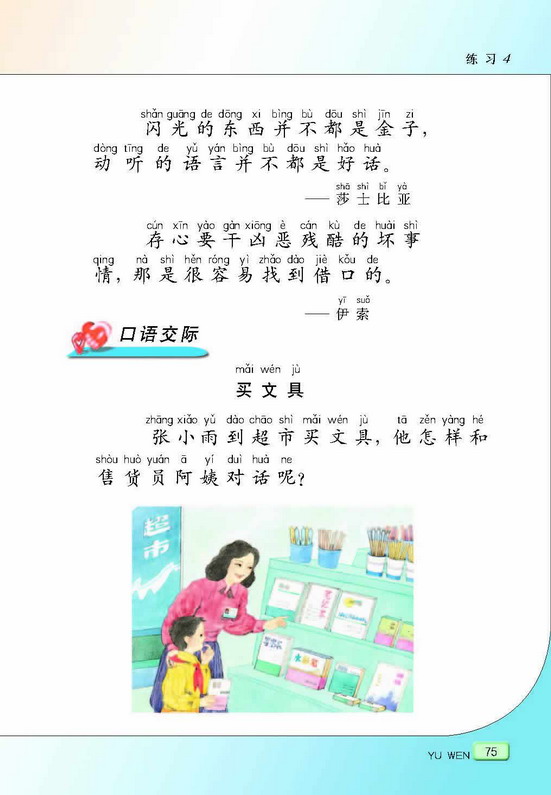 练习4
shǎn guāng de dōng xi bìng bù dōu shì jīn zi
闪光的东西并不都是金子，
dòng tīng de yǔ yán bìng bù dōu shì hǎo huà
动听的语言并不都是好话。
shā shì bǐ yà
——莎士比亚
cún xīn yào gàn xiōng è cán kù de huài shì
存心要干凶恶残酷的坏事
qing nà shì hěn róng yì zhǎo dào jiè kǒu de
情，那是很容易找到借口的。
yī suǒ
——伊索
口语交际
mǎi wén jù
买文具
zhāng xiǎo yǔ dào chāo shì mǎi wén jù tā zěn yàng hé
张小雨到超市买文具，他怎样和
shòu huò yuán ā yí duì huà ne
售货员阿姨对话呢？
超市
水彩笔
YU WEN 75